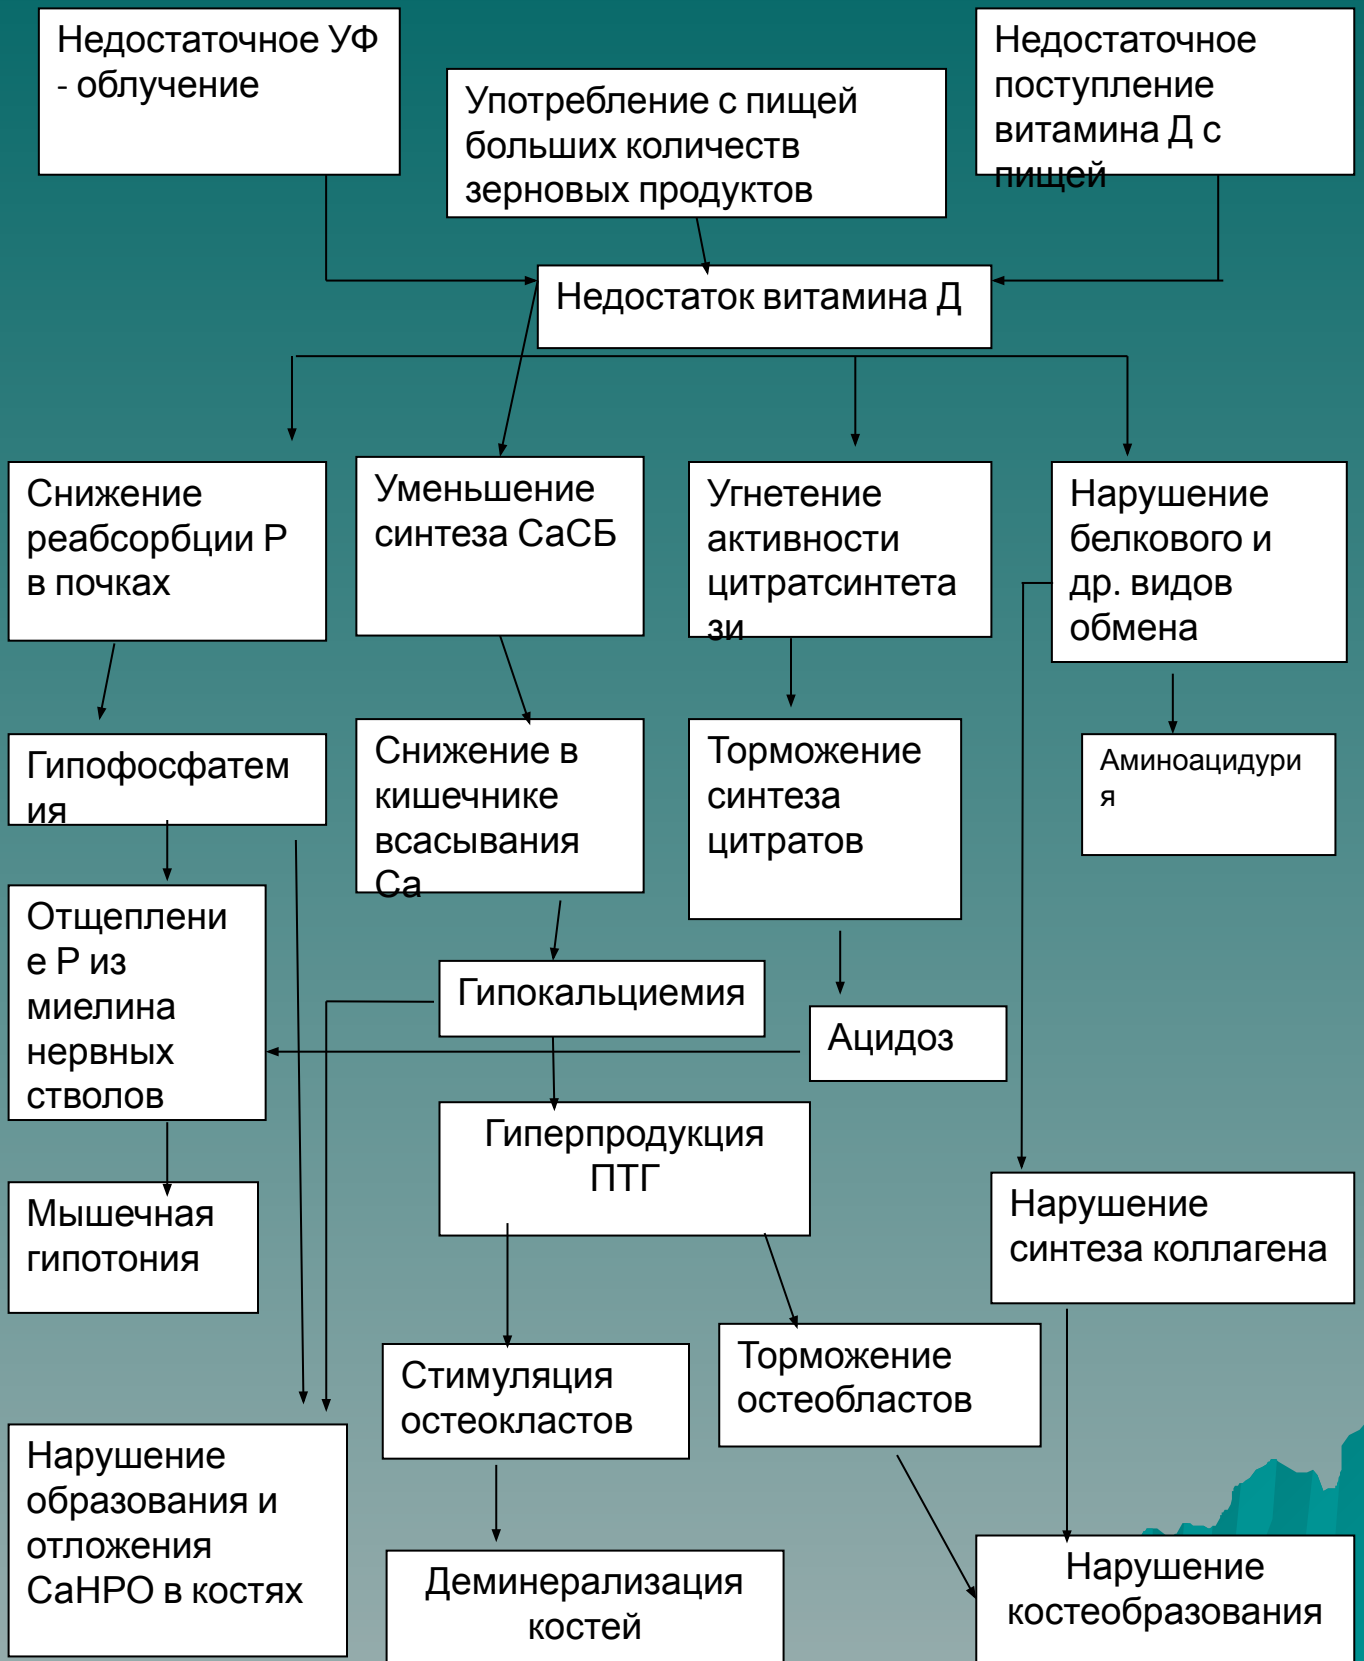 Недостаточное УФ
- облучение
Употребление с пищей
больших количеств
зерновых продуктов
Недостаточное
поступление
витамина Д с
пищей
Недостаток витамина Д
Снижение
реабсорбции Р
в почках
Уменьшение
синтеза СаСБ
Угнетение
активности
цитратсинтета
зи
Нарушение
белкового и
др. видов
обмена
Гипофосфатем
ия
Снижение в
кишечнике
всасывания
Са
Торможение
синтеза
цитратов
Аминоацидури
я
Отщеплени
е Р из
миелина
нервных
стволов
Гипокальциемия
Ацидоз
Гиперпродукция
ПТГ
Мышечная
гипотония
Нарушение
синтеза коллагена
Стимуляция
остеокластов
Торможение
остеобластов
Нарушение
образования и
отложения
СаНРО в костях
Деминерализация
костей
Нарушение
костеобразования